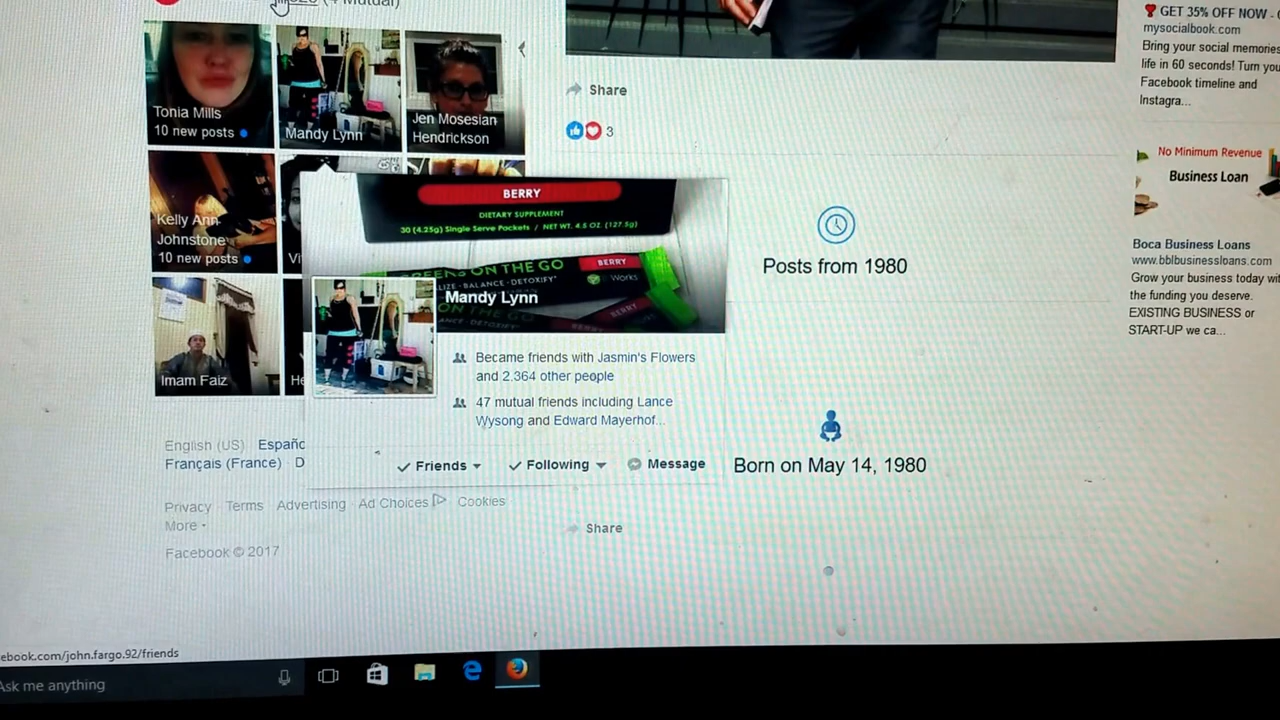 Tonia Mills
10 new posts
Mandy Lynn
Jen Mosesian
Hendrickson
Kelly Ann
Johnstone
10 new posts
Imam Faiz
BERRY
DIETARY SUPPLEMENT
30 (4.25g) Single Serve Packets / NET WT. 4.5 OZ. (127.5g)
ON THE GO
BERRY
BALANCE · DETOXIFY
Works
Mandy Lynn
Became friends with Jasmin's Flowers
and 2,364 other people
47 mutual friends including Lance
Wysong and Edward Mayerhof...
Friends
Following
Message
English (US)
Français (France)
Privacy · Terms · Advertising · Ad Choices · Cookies
More
Facebook © 2017
Share
3
Posts from 1980
Born on May 14, 1980
Share
GET 35% OFF NOW -
mysocialbook.com
Bring your social memories
life in 60 seconds! Turn you
Facebook timeline and
Instagra...
No Minimum Revenue
Business Loan
Boca Business Loans
www.bblbusinessloans.com
Grow your business today wit
the funding you deserve.
EXISTING BUSINESS or
START-UP we ca...
ebook.com/john.fargo.92/friends
Ask me anything